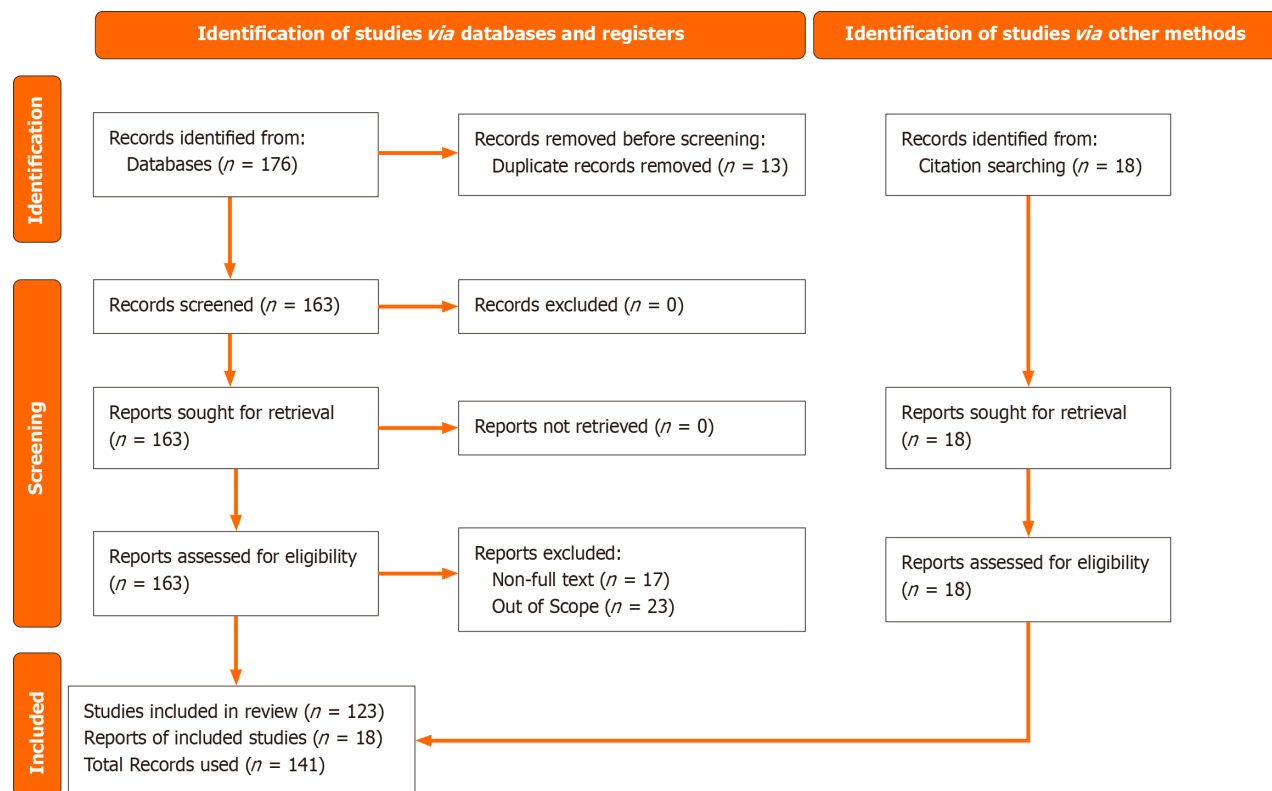 Identification of studies via databases and registers
Identification of studies via other methods
Identification
Records identified from:
Databases (n = 176)
Records removed before screening:
Duplicate records removed (n = 13)
Records identified from:
Citation searching (n = 18)
Screening
Records screened (n = 163)
Records excluded (n = 0)
Reports sought for retrieval
(n = 163)
Reports not retrieved (n = 0)
Reports sought for retrieval
(n = 18)
Reports assessed for eligibility
(n = 163)
Reports excluded:
Non-full text (n = 17)
Out of Scope (n = 23)
Reports assessed for eligibility
(n = 18)
Included
Studies included in review (n = 123)
Reports of included studies (n = 18)
Total Records used (n = 141)